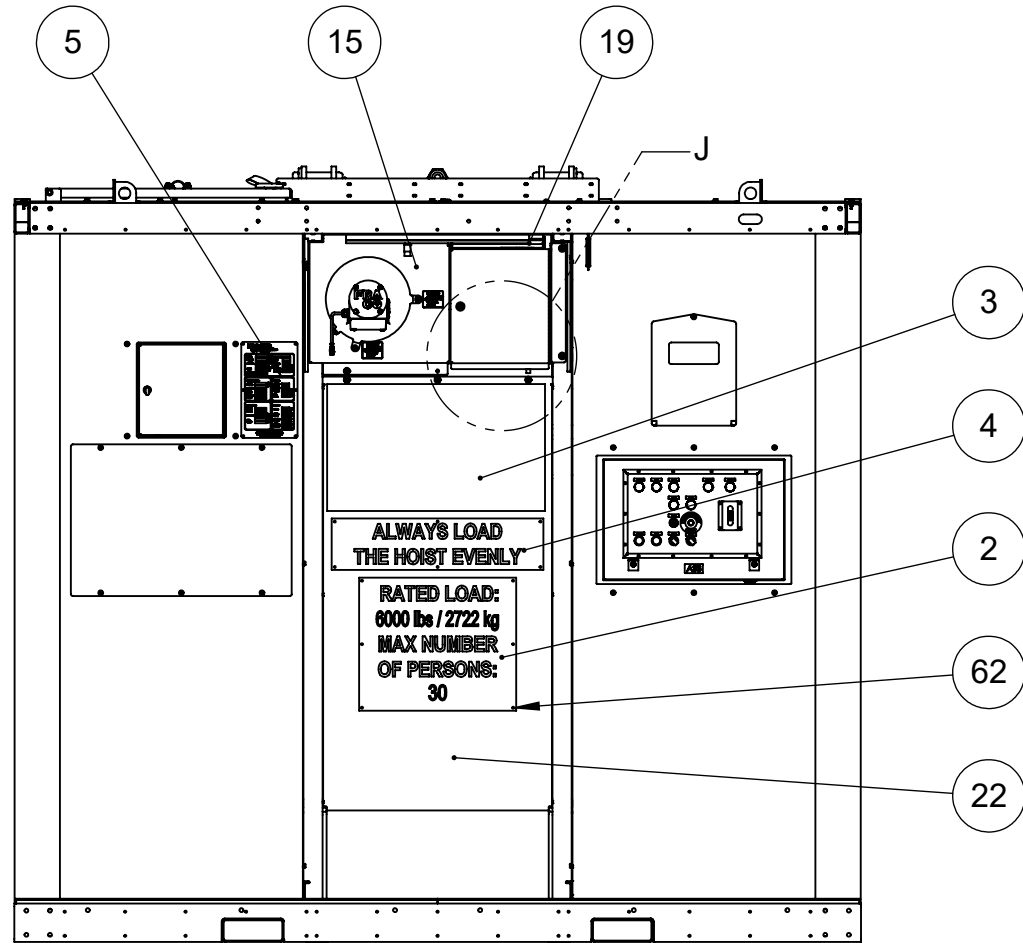 5
15
19
J
3
4
ALWAYS LOAD
THE HOIST EVENLY
2
RATED LOAD:
6000 lbs / 2722 kg
MAX NUMBER
OF PERSONS:
30
62
22